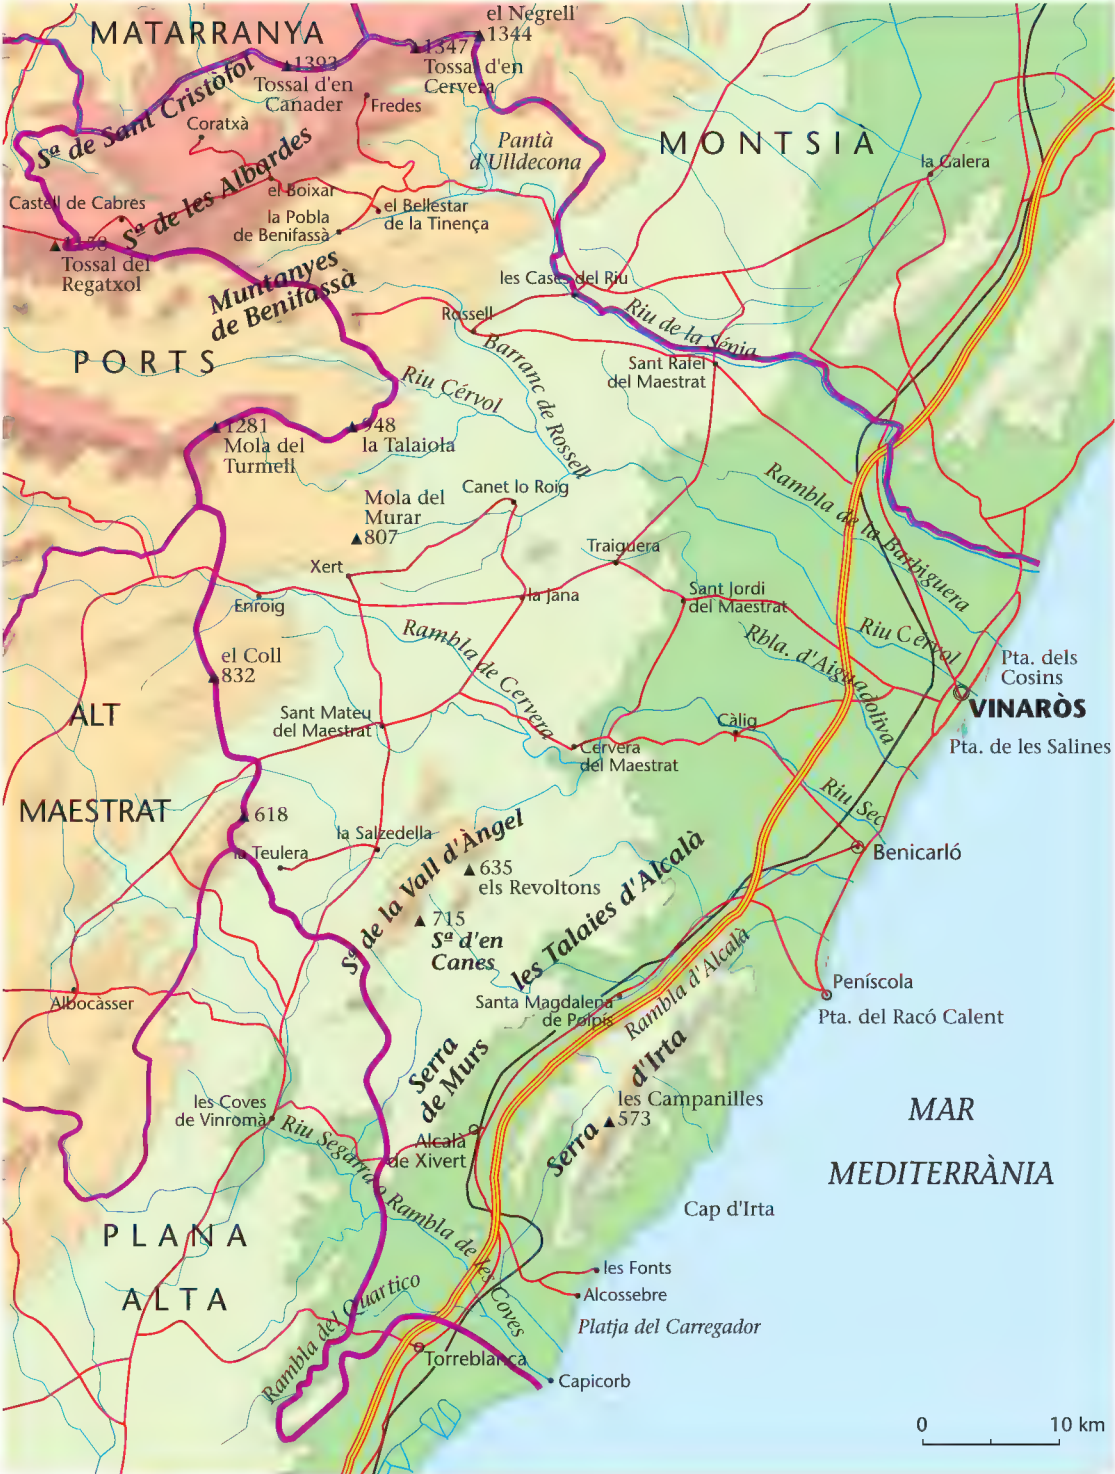 el Negrell
1344
MATARRANYA
1347
Tossal d'en
Cervera
1393
Tossal d'en
Canader
Fredes
Sª de Sant Cristòfol
Coratxà
Pantà
d'Ulldecona
MONTSIÀ
la Galera
Sª de les Albardes
el Boixar
Castell de Cabres
el Bellestar
de la Tinença
la Pobla
de Benifassà
Tossal del
Regatxol
Muntanyes
de Benifassà
les Cases del Riu
Rossell
Riu de la Sénia
Barranc de Rossell
Sant Rafel
del Maestrat
PORTS
Riu Cérvol
1281
Mola del
Turmell
948
la Talaiola
Rambla de la Barbiguera
Canet lo Roig
Mola del
Murar
807
Traiguera
Xert
Enroig
la Jana
Sant Jordi
del Maestrat
Rambla de Cervera
Rbla. d'Aiguadoliva
Riu Cérvol
el Coll
832
Pta. dels
Cosins
VINARÒS
Pta. de les Salines
ALT
MAESTRAT
Sant Mateu
del Maestrat
Càlig
Cervera
del Maestrat
Riu Sec
618
la Teulera
la Salzedella
Sª de la Vall d'Àngel
635
els Revoltons
715
Sª d'en
Canes
les Talaies d'Alcalà
Benicarló
Albocàsser
Santa Magdalena
de Polpís
Rambla d'Alcalà
Peníscola
Pta. del Racó Calent
Serra
de Murs
Serra
d'Irta
les Campanilles
573
les Coves
de Vinromà
Riu Segarra o Rambla de les Coves
Alcalà
de Xivert
MAR
MEDITERRÀNIA
Cap d'Irta
PLANA
ALTA
les Fonts
Alcossebre
Platja del Carregador
Rambla del Quartico
Torreblanca
Capicorb
0 10 km